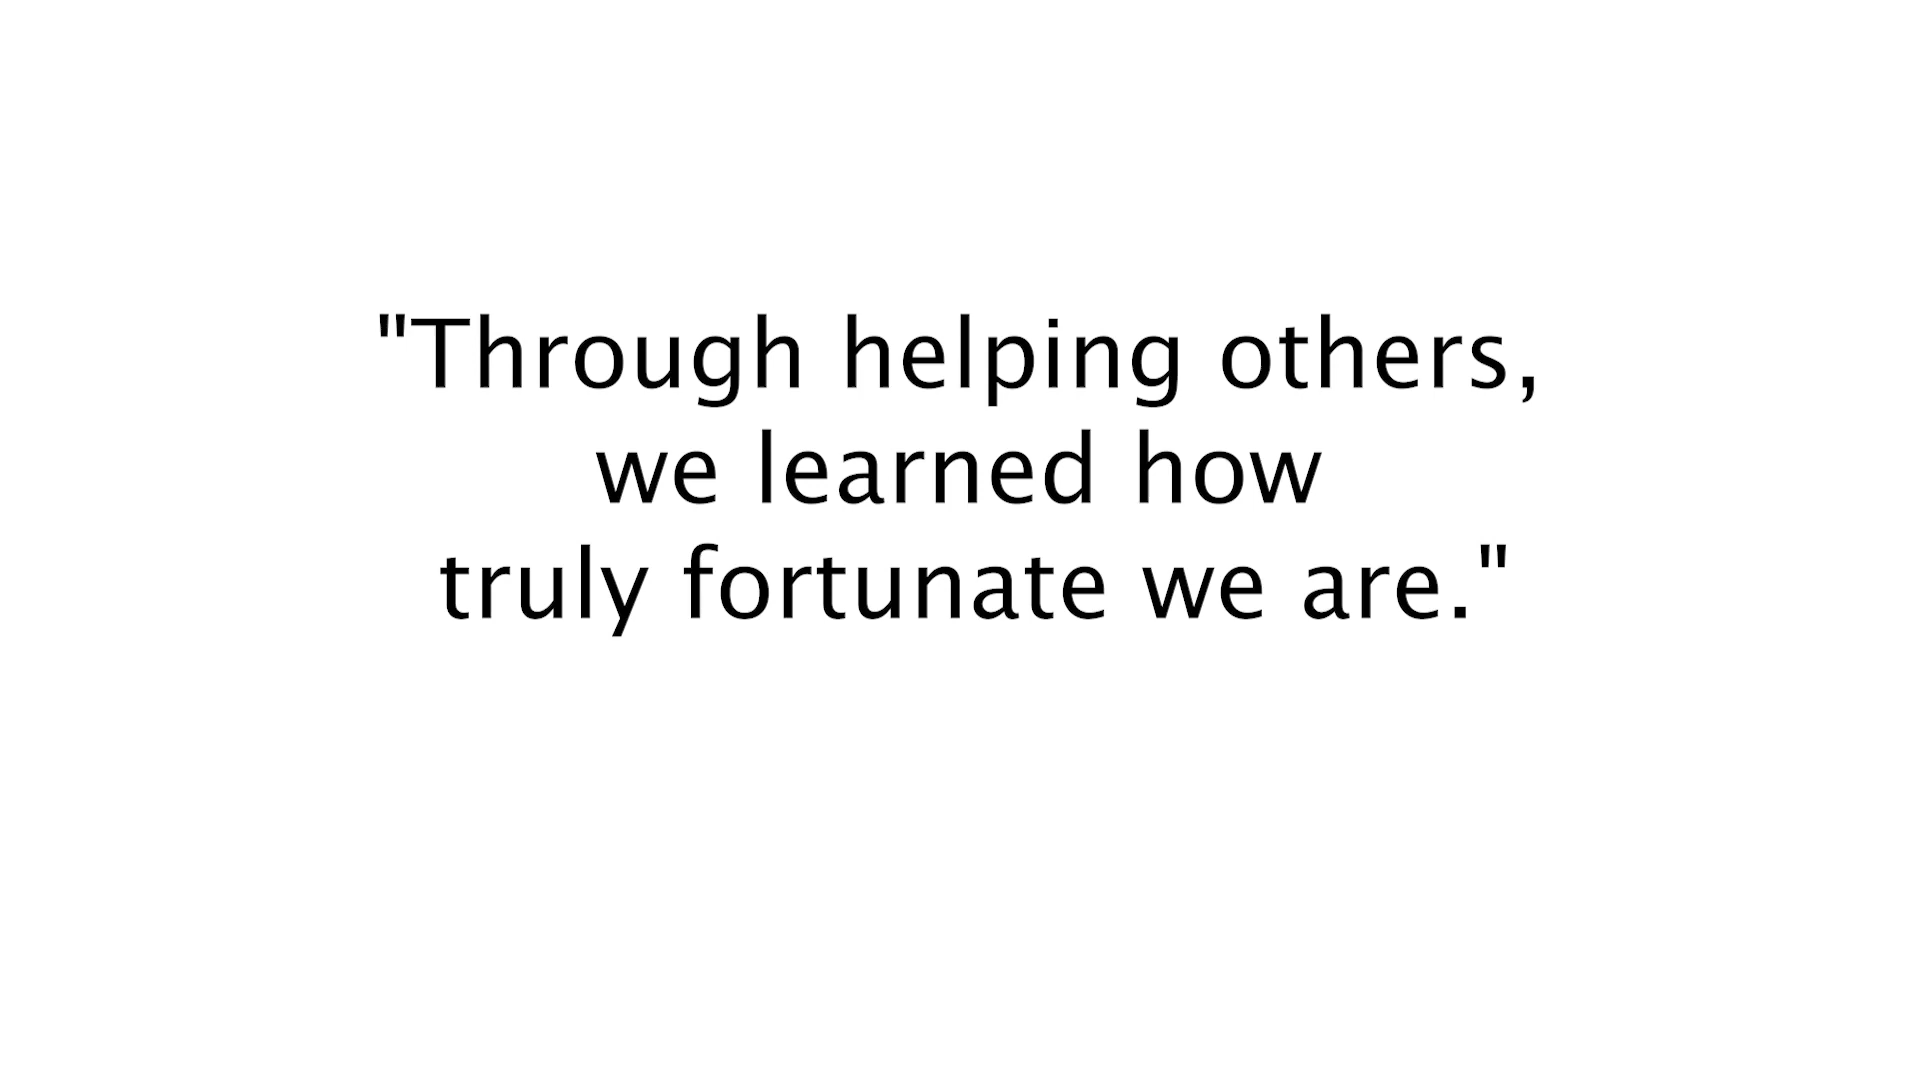 "Through helping others,
we learned how
truly fortunate we are."